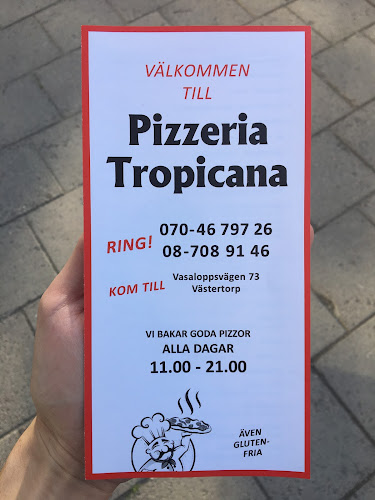 VÄLKOMMEN
TILL
Pizzeria
Tropicana
RING!
070-46 797 26
08-708 91 46
KOM TILL
Vasaloppsvägen 73
Västertorp
VI BAKAR GODA PIZZOR
ALLA DAGAR
11.00 - 21.00
ÄVEN
GLUTEN-
FRIA